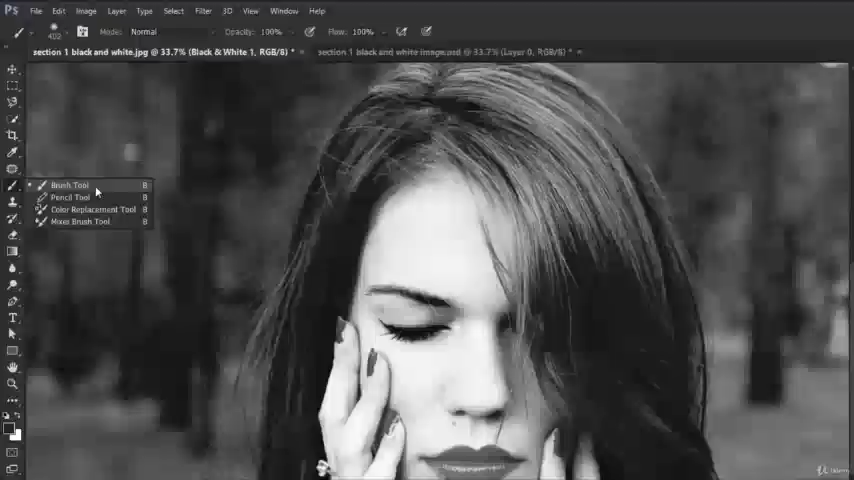 Ps File Edit Image Layer Type Select Filter 3D View Window Help
402 Mode: Normal Opacity: 100% Flow: 100%
section 1 black and white.jpg @ 33.7% (Black & White 1, RGB/8) * × section 1 black and white image.psd @ 33.7% (Layer 0, RGB/8) * ×
Brush Tool B
Pencil Tool B
Color Replacement Tool B
Mixer Brush Tool B
T
Udemy